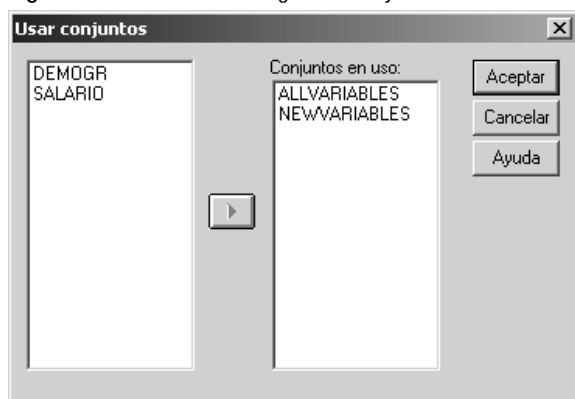 Usar conjuntos
DEMOGR
SALARIO
Conjuntos en uso:
ALLVARIABLES
NEWVARIABLES
Aceptar
Cancelar
Ayuda